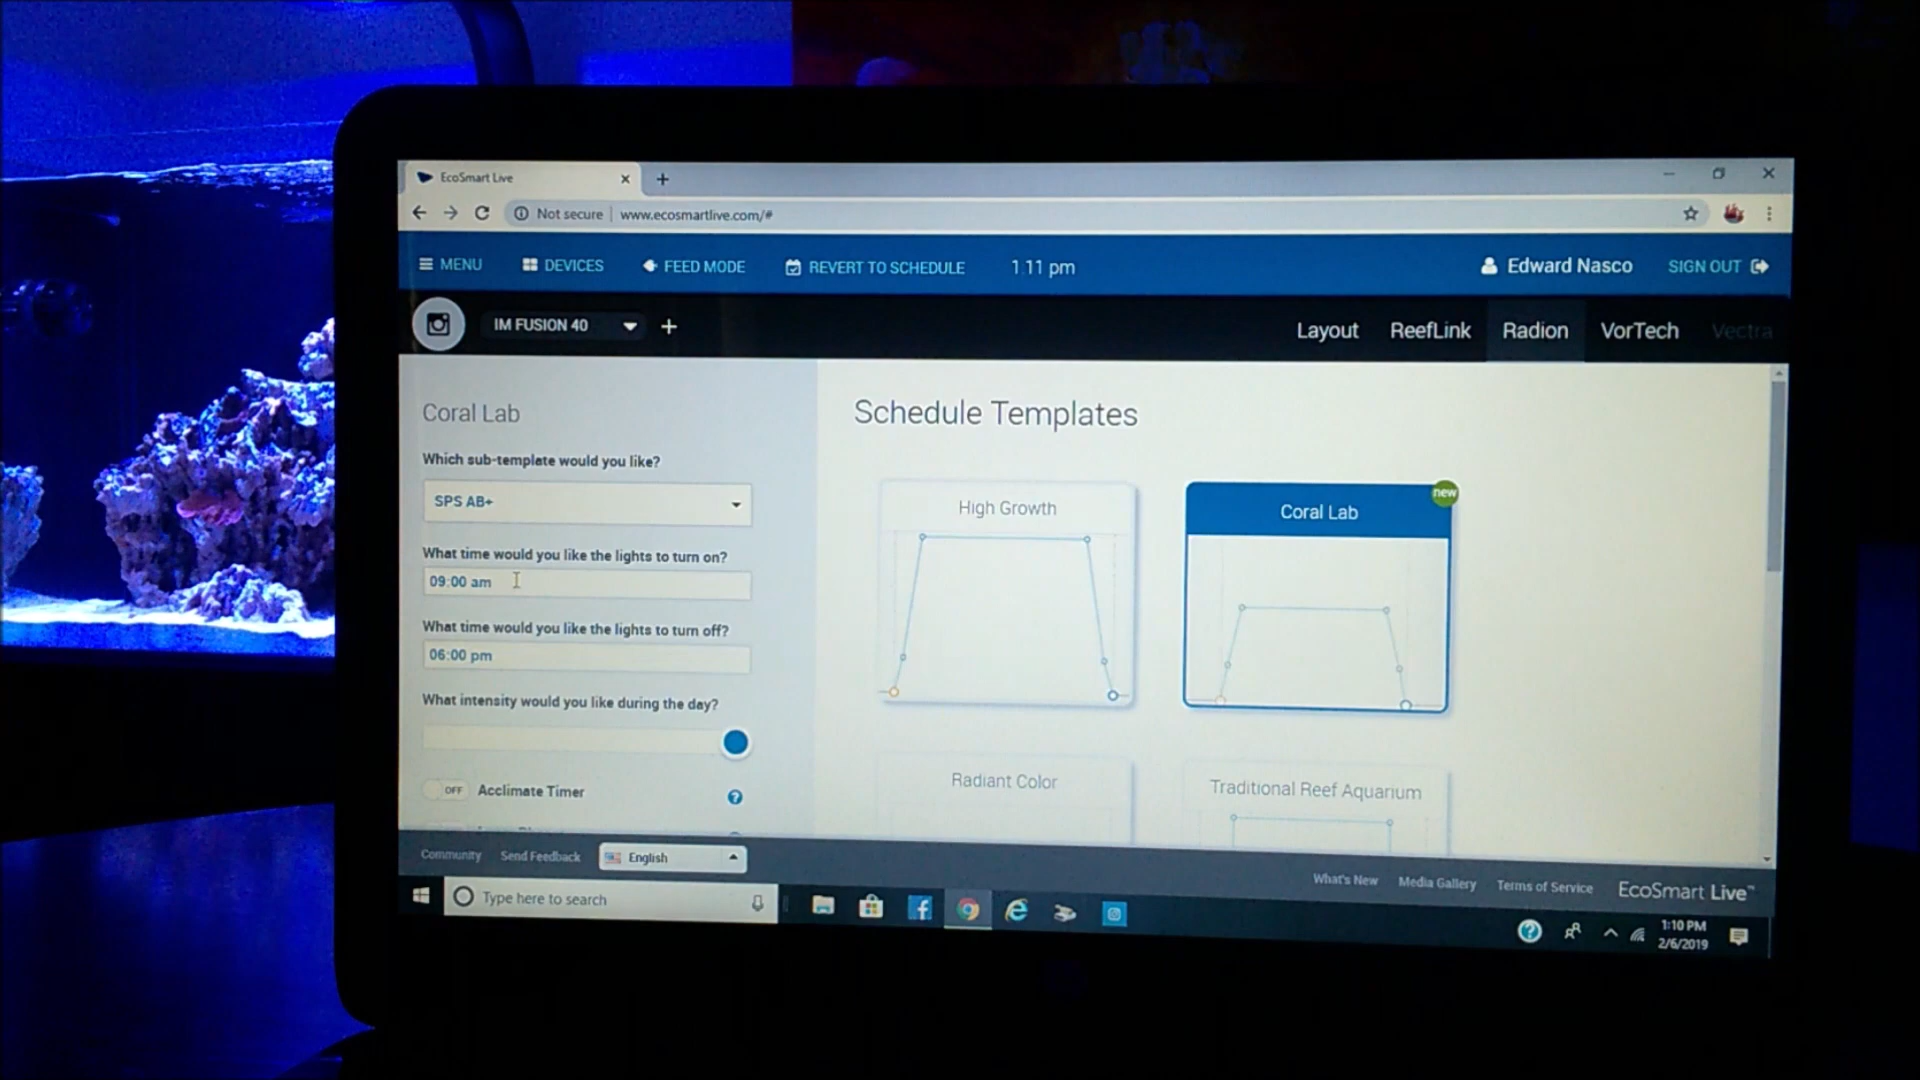 EcoSmart Live
Not secure
www.ecosmartlive.com/#
MENU
DEVICES
FEED MODE
REVERT TO SCHEDULE
1:11 pm
Edward Nasco
SIGN OUT
IM FUSION 40
Layout
ReefLink
Radion
VorTech
Vectra
Coral Lab
Which sub-template would you like?
SPS AB+
What time would you like the lights to turn on?
09:00 am
What time would you like the lights to turn off?
06:00 pm
What intensity would you like during the day?
OFF
Acclimate Timer
?
Schedule Templates
High Growth
Coral Lab
new
Radiant Color
Traditional Reef Aquarium
Community
Send Feedback
English
What's New
Media Gallery
Terms of Service
EcoSmart Live™
Type here to search
1:10 PM
2/6/2019